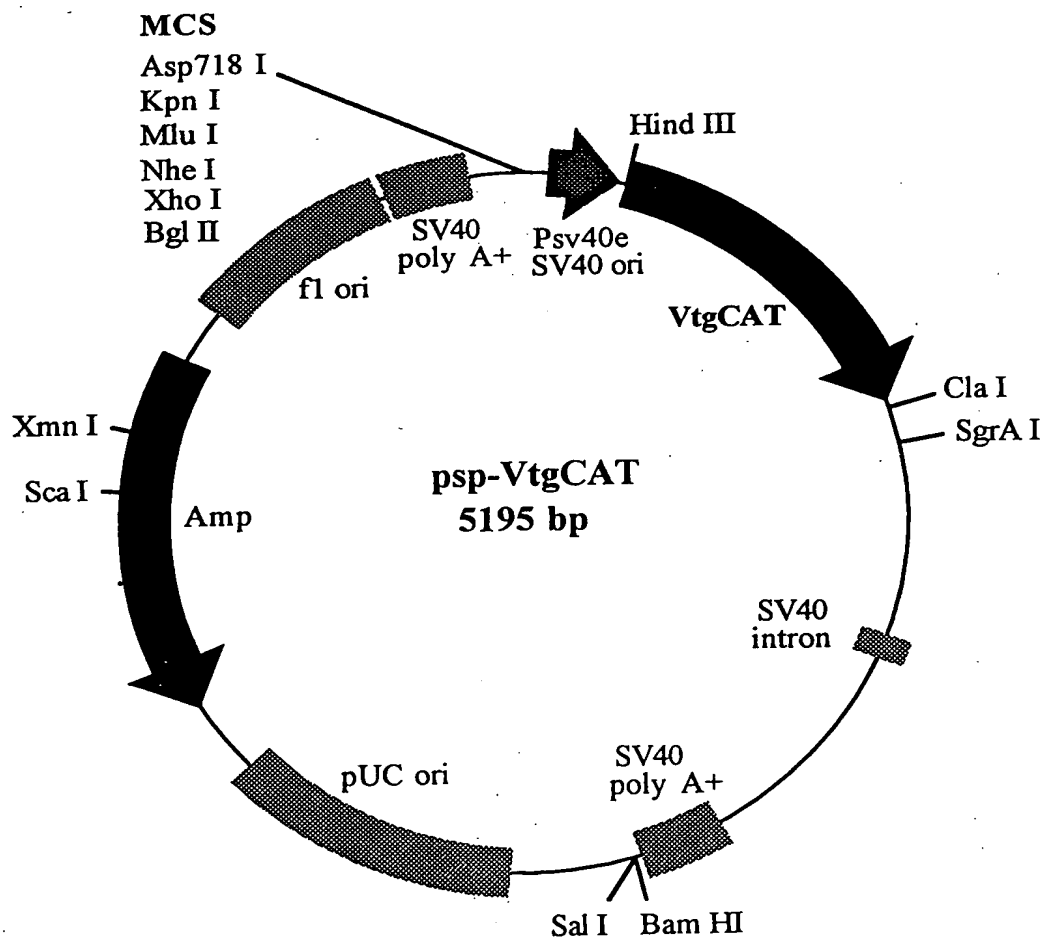 MCS
Asp718 I
Kpn I
Mlu I
Nhe I
Xho I
Bgl II
Hind III
SV40
poly A+
Psv40e
SV40 ori
f1 ori
VtgCAT
Cla I
SgrA I
Xmn I
Sca I
Amp
psp-VtgCAT
5195 bp
SV40
intron
SV40
poly A+
pUC ori
Sal I
Bam HI